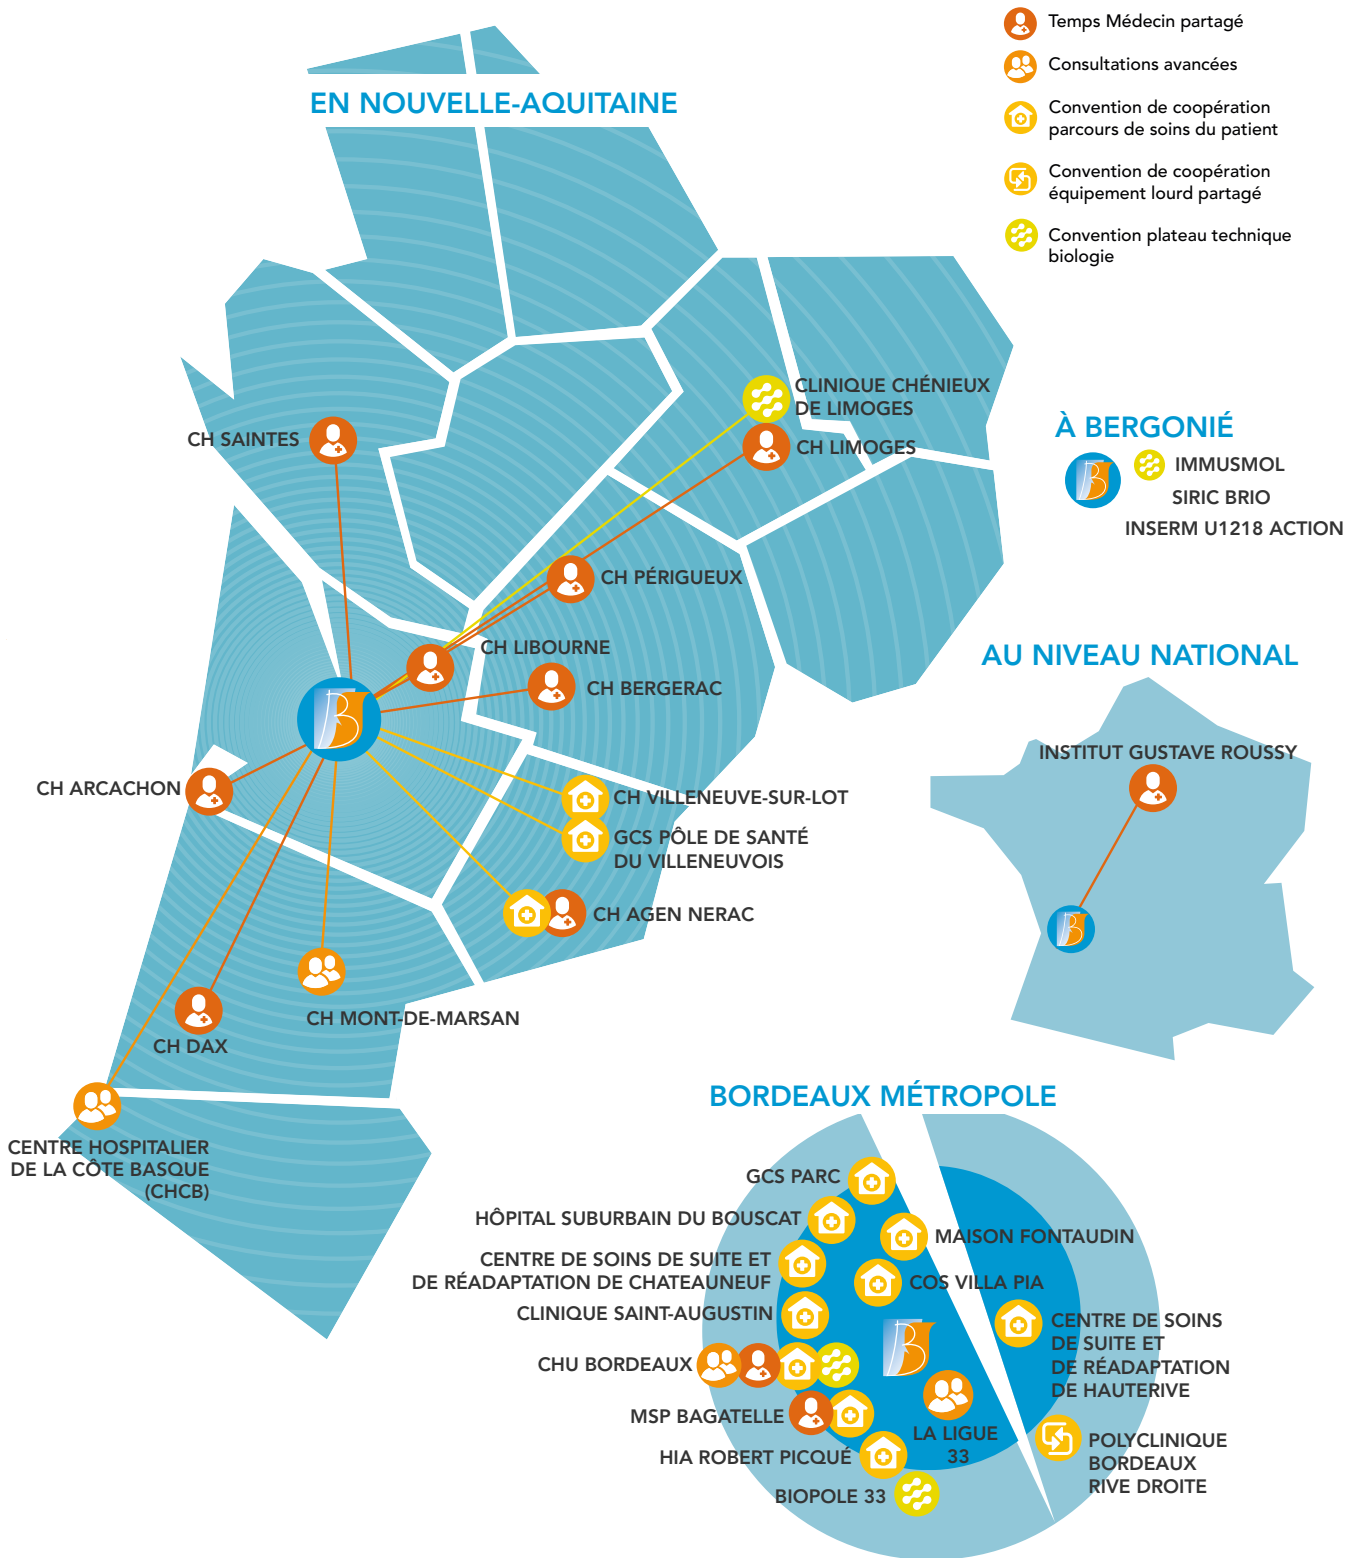 Temps Médecin partagé
Consultations avancées
Convention de coopération
parcours de soins du patient
Convention de coopération
équipement lourd partagé
Convention plateau technique
biologie
EN NOUVELLE-AQUITAINE
CLINIQUE CHÉNIEUX
DE LIMOGES
CH LIMOGES
CH SAINTES
CH PÉRIGUEUX
CH LIBOURNE
CH BERGERAC
CH ARCACHON
CH VILLENEUVE-SUR-LOT
GCS PÔLE DE SANTÉ
DU VILLENEUVOIS
CH AGEN NERAC
CH MONT-DE-MARSAN
CH DAX
CENTRE HOSPITALIER
DE LA CÔTE BASQUE
(CHCB)
À BERGONIÉ
IMMUSMOL
SIRIC BRIO
INSERM U1218 ACTION
AU NIVEAU NATIONAL
INSTITUT GUSTAVE ROUSSY
BORDEAUX MÉTROPOLE
GCS PARC
HÔPITAL SUBURBAIN DU BOUSCAT
MAISON FONTAUDIN
CENTRE DE SOINS DE SUITE ET
DE RÉADAPTATION DE CHATEAUNEUF
COS VILLA PIA
CLINIQUE SAINT-AUGUSTIN
CENTRE DE SOINS
DE SUITE ET
DE RÉADAPTATION
DE HAUTERIVE
CHU BORDEAUX
MSP BAGATELLE
LA LIGUE
33
HIA ROBERT PICQUÉ
POLYCLINIQUE
BORDEAUX
RIVE DROITE
BIOPOLE 33